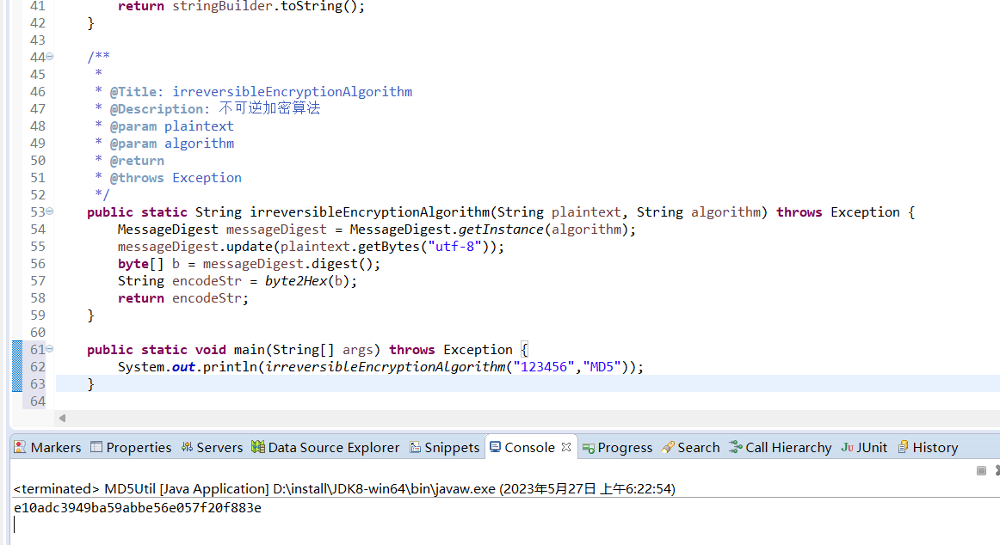 41 return stringBuilder.toString();
42 }
43
44 /**
45 *
46 * @Title: irreversibleEncryptionAlgorithm
47 * @Description: 不可逆加密算法
48 * @param plaintext
49 * @param algorithm
50 * @return
51 * @throws Exception
52 */
53 public static String irreversibleEncryptionAlgorithm(String plaintext, String algorithm) throws Exception {
54 MessageDigest messageDigest = MessageDigest.getInstance(algorithm);
55 messageDigest.update(plaintext.getBytes("utf-8"));
56 byte[] b = messageDigest.digest();
57 String encodeStr = byte2Hex(b);
58 return encodeStr;
59 }
60
61 public static void main(String[] args) throws Exception {
62 System.out.println(irreversibleEncryptionAlgorithm("123456","MD5"));
63 }
64
Markers Properties Servers Data Source Explorer Snippets Console Progress Search Call Hierarchy JUnit History
<terminated> MD5Util [Java Application] D:\install\JDK8-win64\bin\javaw.exe (2023年5月27日 上午6:22:54)
e10adc3949ba59abbe56e057f20f883e